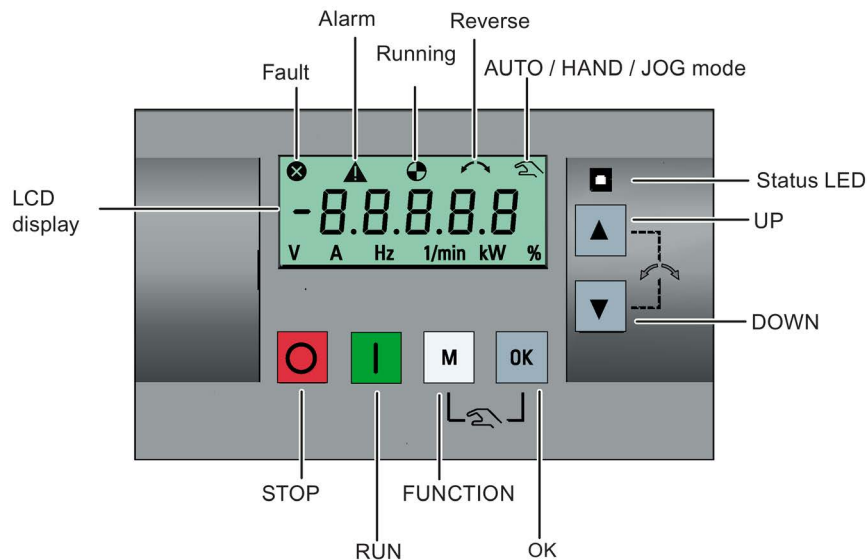 Alarm
Reverse
Fault
Running
AUTO / HAND / JOG mode
LCD
display
-8.8.8.8.8
V A Hz 1/min kW %
Status LED
UP
DOWN
M OK
STOP
FUNCTION
RUN
OK